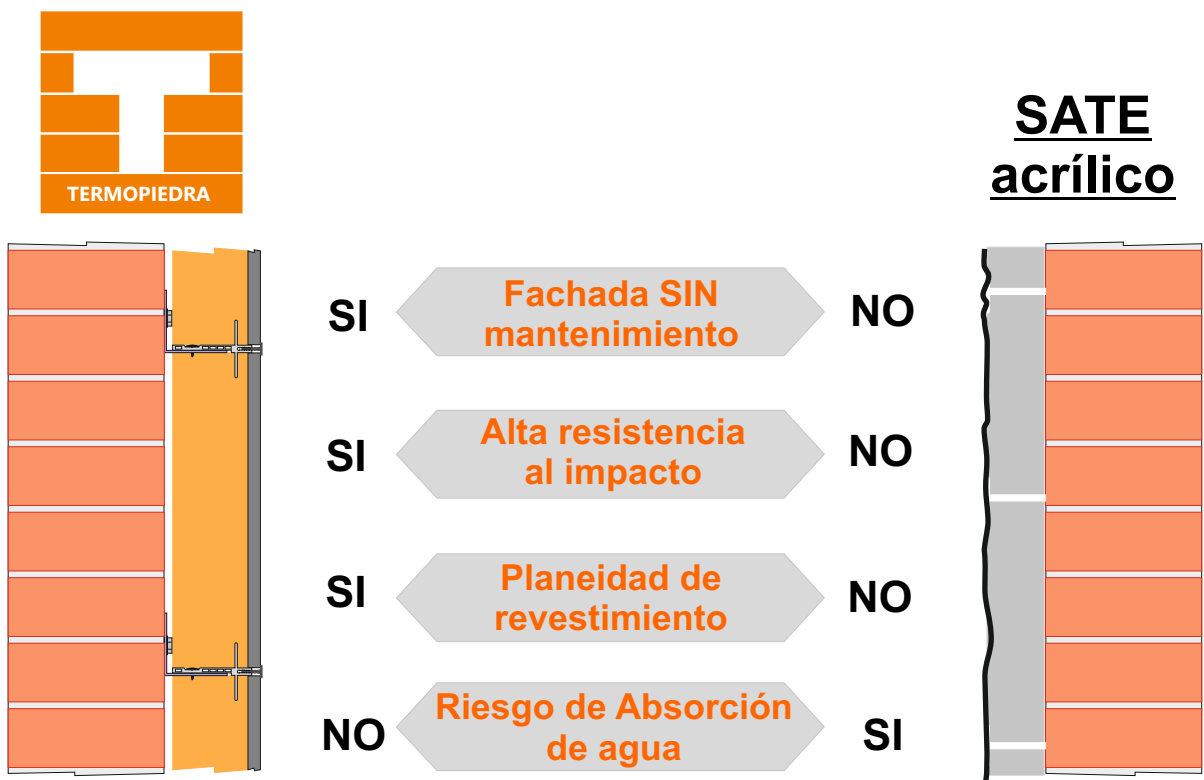 TERMOPIEDRA
SATE
acrílico
SI
Fachada SIN
mantenimiento
NO
SI
Alta resistencia
al impacto
NO
SI
Planeidad de
revestimiento
NO
NO
Riesgo de Absorción
de agua
SI